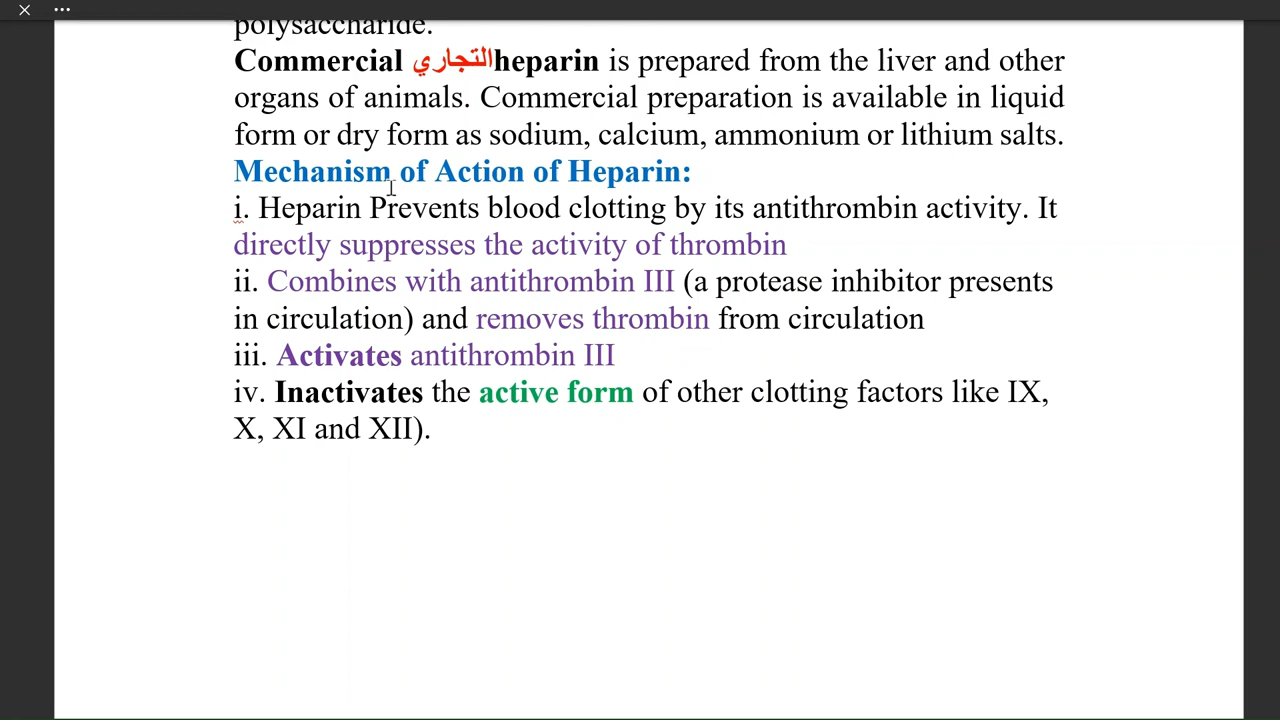 polysaccharide.
Commercial التجاري heparin is prepared from the liver and other
organs of animals. Commercial preparation is available in liquid
form or dry form as sodium, calcium, ammonium or lithium salts.
Mechanism of Action of Heparin:
i. Heparin Prevents blood clotting by its antithrombin activity. It
directly suppresses the activity of thrombin
ii. Combines with antithrombin III (a protease inhibitor presents
in circulation) and removes thrombin from circulation
iii. Activates antithrombin III
iv. Inactivates the active form of other clotting factors like IX,
X, XI and XII).